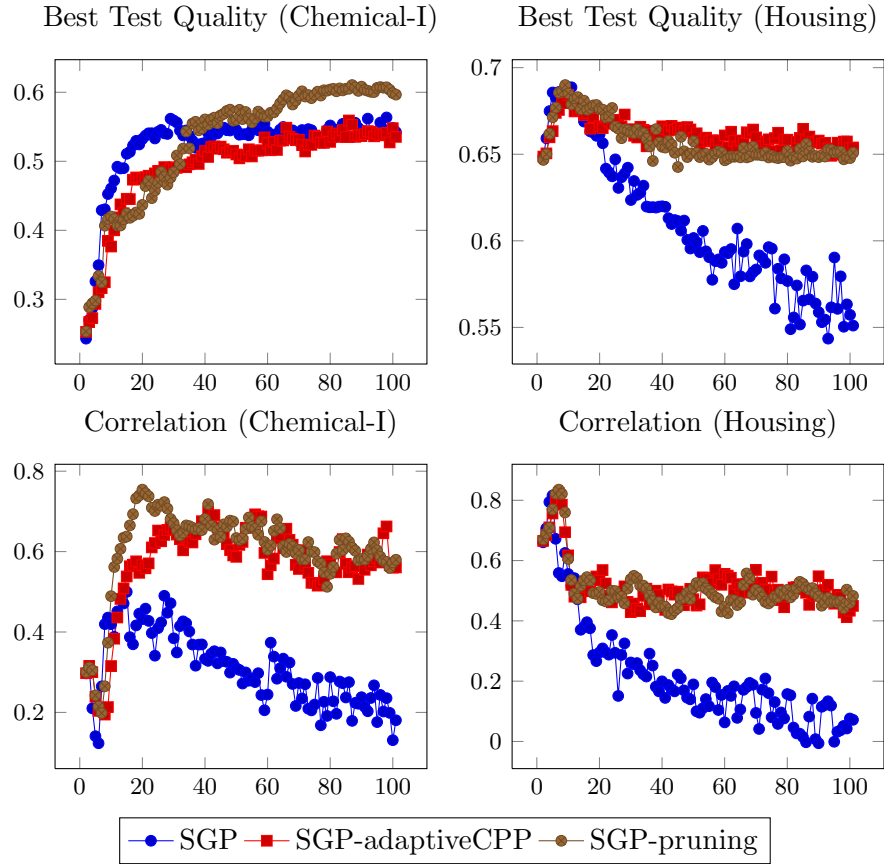 Best Test Quality (Chemical-I)
0.6
0.5
0.4
0.3
0 20 40 60 80 100
Best Test Quality (Housing)
0.7
0.65
0.6
0.55
0 20 40 60 80 100
Correlation (Chemical-I)
0.8
0.6
0.4
0.2
0 20 40 60 80 100
Correlation (Housing)
0.8
0.6
0.4
0.2
0
0 20 40 60 80 100
SGP SGP-adaptiveCPP SGP-pruning